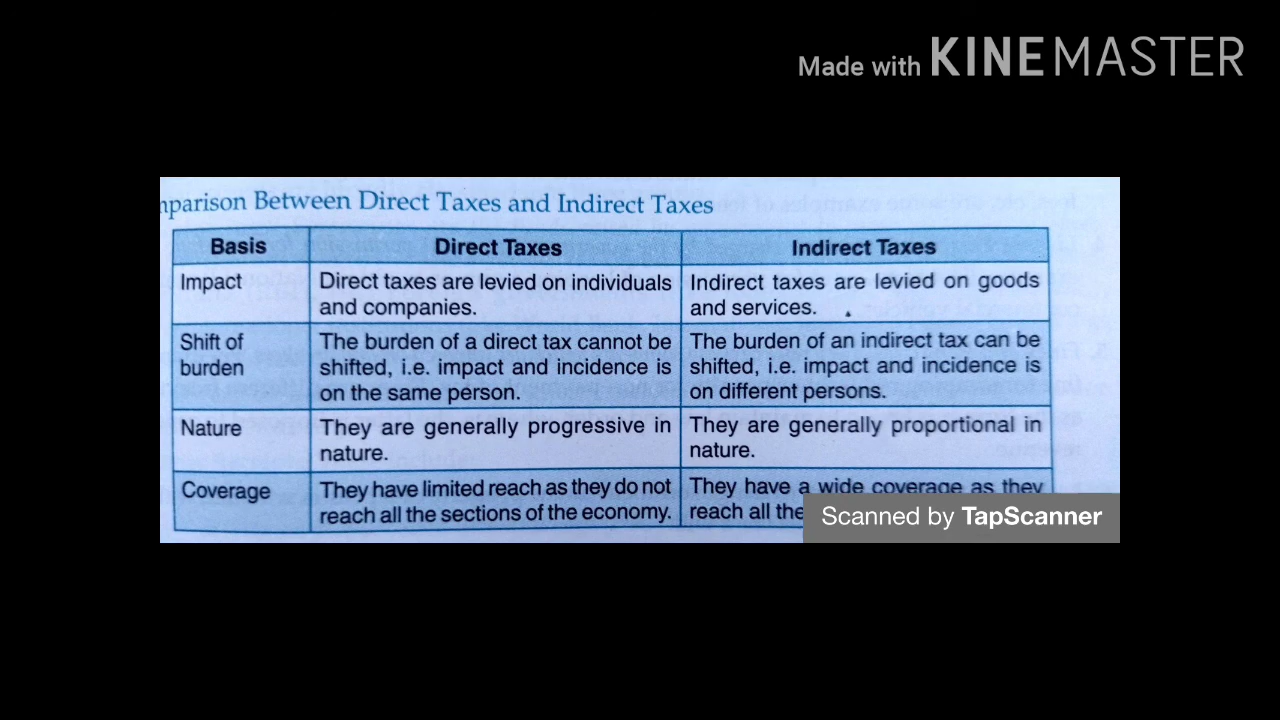 Made with KINEMASTER
nparison Between Direct Taxes and Indirect Taxes
Basis Direct Taxes Indirect Taxes
Impact Direct taxes are levied on individuals Indirect taxes are levied on goods
and companies. and services.
Shift of The burden of a direct tax cannot be The burden of an indirect tax can be
burden shifted, i.e. impact and incidence is shifted, i.e. impact and incidence is
on the same person. on different persons.
Nature They are generally progressive in They are generally proportional in
nature. nature.
Coverage They have limited reach as they do not They have a wide coverage as they
reach all the sections of the economy. reach all the
Scanned by TapScanner